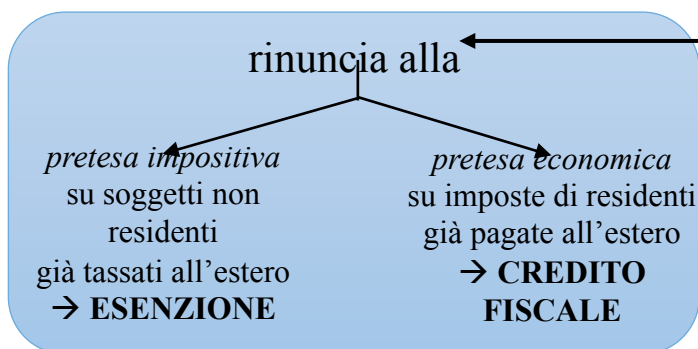 rinuncia alla
pretesa impositiva
su soggetti non
residenti
già tassati all’estero
→ ESENZIONE
pretesa economica
su imposte di residenti
già pagate all’estero
→ CREDITO
FISCALE